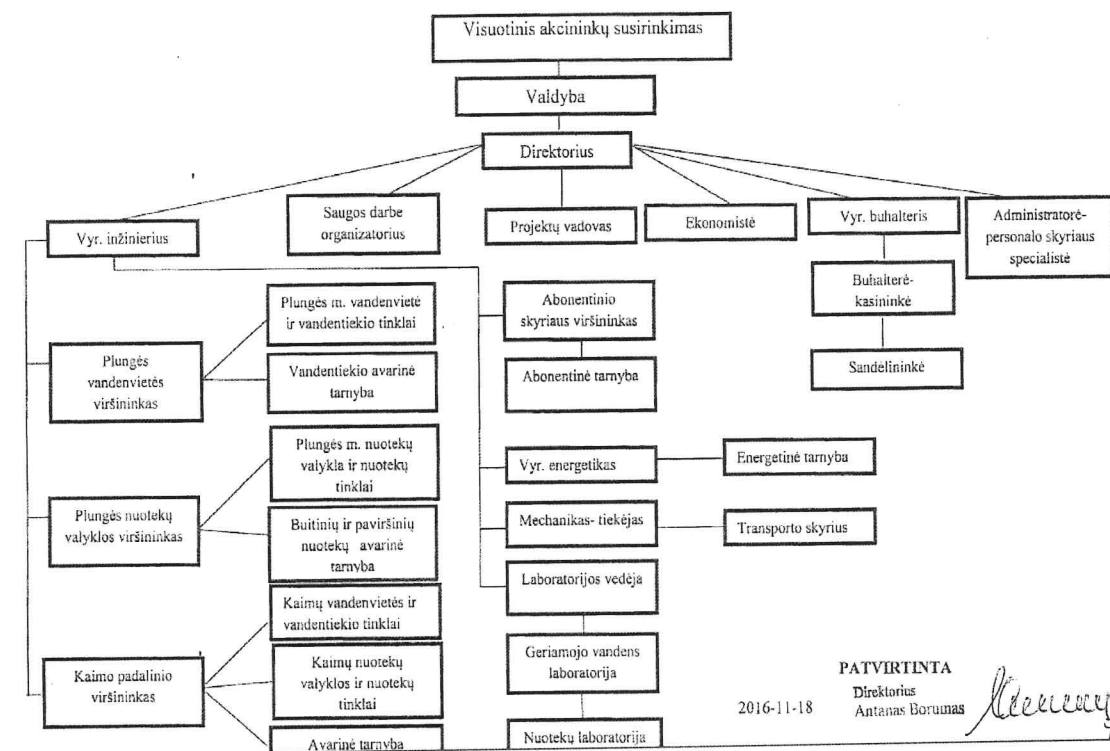 Visuotinis akcininkų susirinkimas
Valdyba
Direktorius
Saugos darbe
organizatorius
Projektų vadovas
Ekonomistė
Vyr. buhalteris
Administratorė-
personalo skyriaus
specialistė
Vyr. inžinierius
Buhalterė-
kasininkė
Sandėlininkė
Plungės m. vandenvietė
ir vandentiekio tinklai
Abonentinio
skyriaus viršininkas
Plungės
vandenvietės
viršininkas
Vandentiekio avarinė
tarnyba
Abonentinė tarnyba
Plungės m. nuotekų
valykla ir nuotekų
tinklai
Vyr. energetikas
Energetinė tarnyba
Plungės nuotekų
valyklos viršininkas
Buitinių ir paviršinių
nuotekų avarinė
tarnyba
Mechanikas- tiekėjas
Transporto skyrius
Laboratorijos vedėja
Kaimų vandenvietės ir
vandentiekio tinklai
Geriamojo vandens
laboratorija
Kaimo padalinio
viršininkas
Kaimų nuotekų
valyklos ir nuotekų
tinklai
Nuotekų laboratorija
Avarinė tarnyba
PATVIRTINTA
Direktorius
2016-11-18 Antanas Borumas